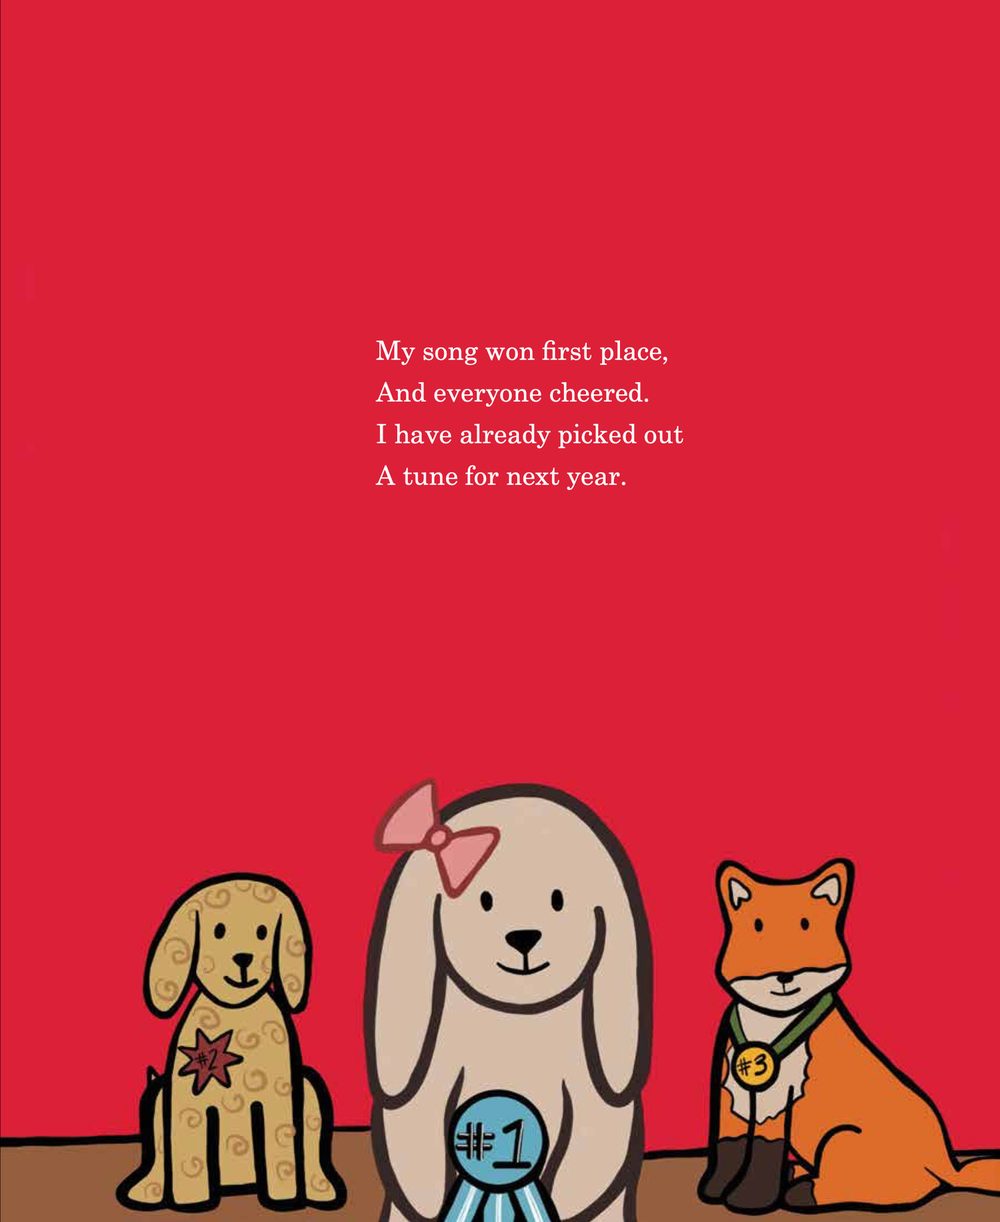 My song won first place,
And everyone cheered.
I have already picked out
A tune for next year.
#2
#1
#3